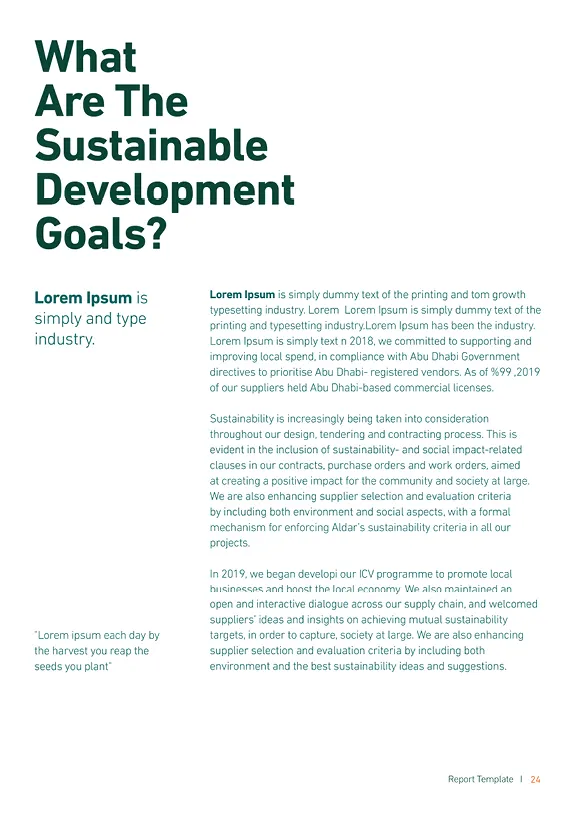 What
Are The
Sustainable
Development
Goals?
Lorem Ipsum is
simply and type
industry.
Lorem Ipsum is simply dummy text of the printing and tom growth
typesetting industry. Lorem  Lorem Ipsum is simply dummy text of the
printing and typesetting industry.Lorem Ipsum has been the industry.
Lorem Ipsum is simply text n 2018, we committed to supporting and
improving local spend, in compliance with Abu Dhabi Government
directives to prioritise Abu Dhabi- registered vendors. As of %99 ,2019
of our suppliers held Abu Dhabi-based commercial licenses.
Sustainability is increasingly being taken into consideration
throughout our design, tendering and contracting process. This is
evident in the inclusion of sustainability- and social impact-related
clauses in our contracts, purchase orders and work orders, aimed
at creating a positive impact for the community and society at large.
We are also enhancing supplier selection and evaluation criteria
by including both environment and social aspects, with a formal
mechanism for enforcing Aldar's sustainability criteria in all our
projects.
In 2019, we began developi our ICV programme to promote local
businesses and boost the local economy. We also maintained an
open and interactive dialogue across our supply chain, and welcomed
suppliers' ideas and insights on achieving mutual sustainability
targets, in order to capture, society at large. We are also enhancing
supplier selection and evaluation criteria by including both
environment and the best sustainability ideas and suggestions.
"Lorem ipsum each day by
the harvest you reap the
seeds you plant"
Report Template | 24